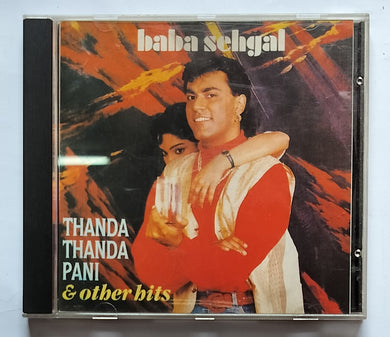 baba sehgal
THANDA
THANDA
PANI
& other hits